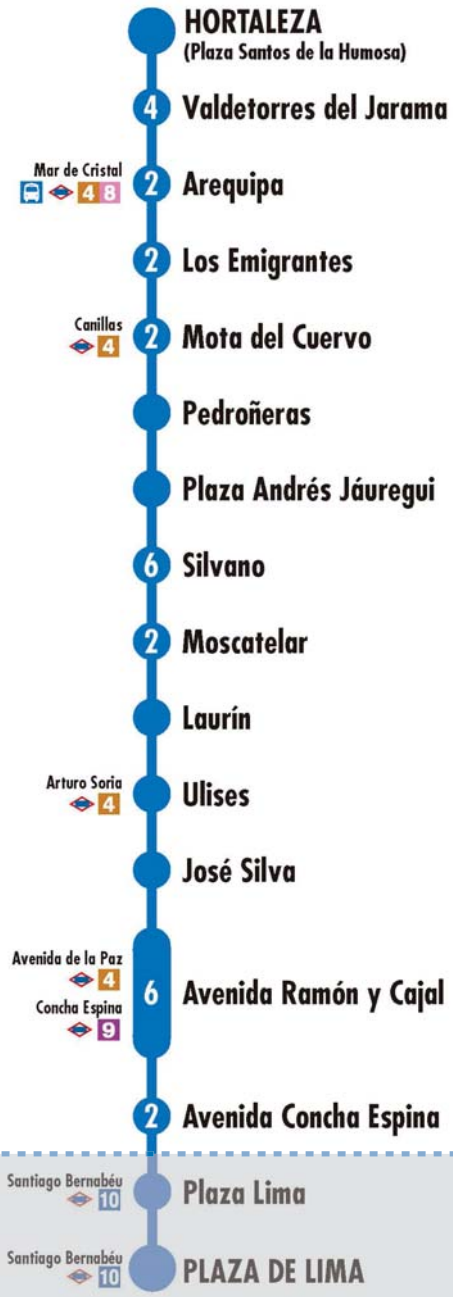 HORTALEZA
(Plaza Santos de la Humosa)
4 Valdetorres del Jarama
Mar de Cristal
4 8
2 Arequipa
2 Los Emigrantes
Canillas
4
2 Mota del Cuervo
Pedroñeras
Plaza Andrés Jáuregui
6 Silvano
2 Moscatelar
Laurín
Arturo Soria
4
Ulises
José Silva
Avenida de la Paz
4
Concha Espina
9
6 Avenida Ramón y Cajal
2 Avenida Concha Espina
Santiago Bernabéu
10
Plaza Lima
Santiago Bernabéu
10
PLAZA DE LIMA